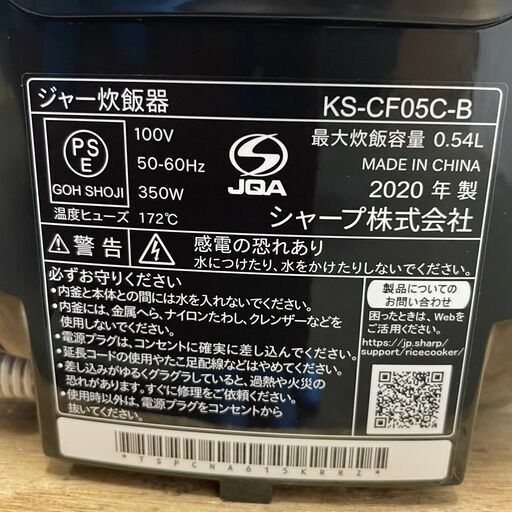 ジャー炊飯器
KS-CF05C-B
PS
E
GOH SHOJI
100V
50-60Hz
350W
温度ヒューズ 172℃
JQA
最大炊飯容量 0.54L
MADE IN CHINA
2020 年 製
シャープ株式会社
警告
感電の恐れあり
水につけたり、水をかけたりしないでください。
必ずお守りください
・内釜と本体との間には水を入れないでください。
・内釜には、金属へら、ナイロンたわし、クレンザーなどを
使用しないでください。
・電源プラグは、コンセントに確実に差し込んでください。
・延長コードの使用やたこ足配線などはやめてください。
・差し込みがゆるくグラグラしていると、過熱や火災の
恐れがあります。すぐに修理をご依頼ください。
・使用時以外は、電源プラグをコンセントから
抜いてください。
製品についての
お問い合わせ
困ったときは、Webを
ご活用ください。
https://jp.sharp/
support/ricecooker/
*TSPCNA615KRRZ*